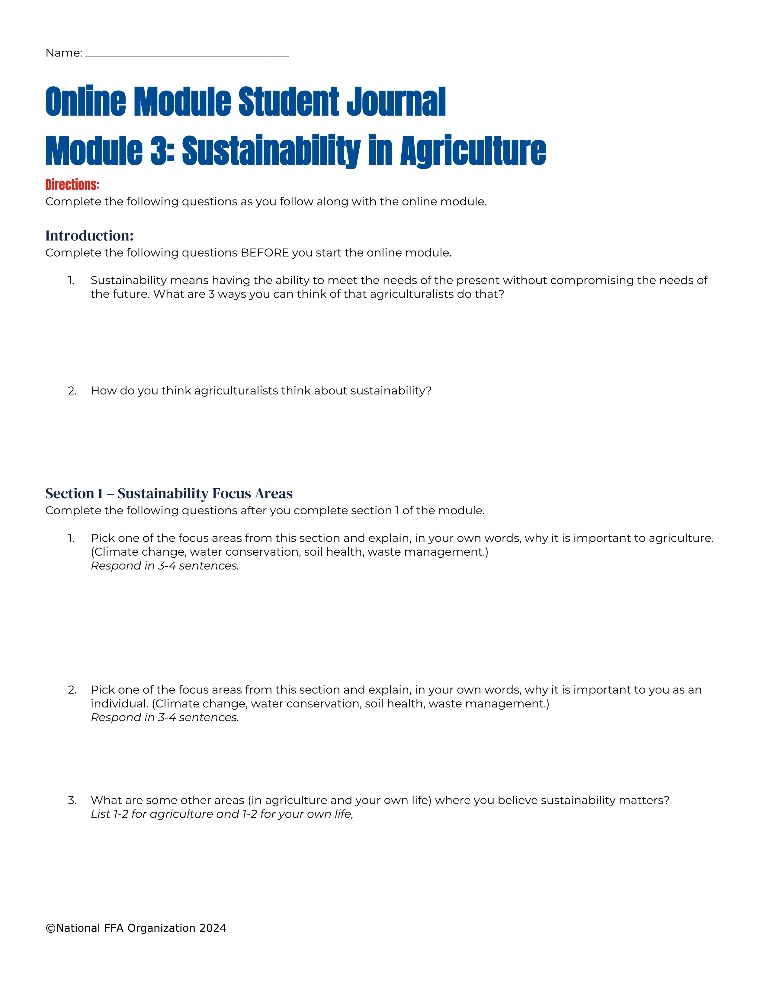 Name: ___________________________________
Online Module Student Journal
Module 3: Sustainability in Agriculture
Directions:
Complete the following questions as you follow along with the online module.
Introduction:
Complete the following questions BEFORE you start the online module.
1. Sustainability means having the ability to meet the needs of the present without compromising the needs of
the future. What are 3 ways you can think of that agriculturalists do that?
2. How do you think agriculturalists think about sustainability?
Section 1 – Sustainability Focus Areas
Complete the following questions after you complete section 1 of the module.
1. Pick one of the focus areas from this section and explain, in your own words, why it is important to agriculture.
(Climate change, water conservation, soil health, waste management.)
Respond in 3-4 sentences.
2. Pick one of the focus areas from this section and explain, in your own words, why it is important to you as an
individual. (Climate change, water conservation, soil health, waste management.)
Respond in 3-4 sentences.
3. What are some other areas (in agriculture and your own life) where you believe sustainability matters?
List 1-2 for agriculture and 1-2 for your own life,
©National FFA Organization 2024